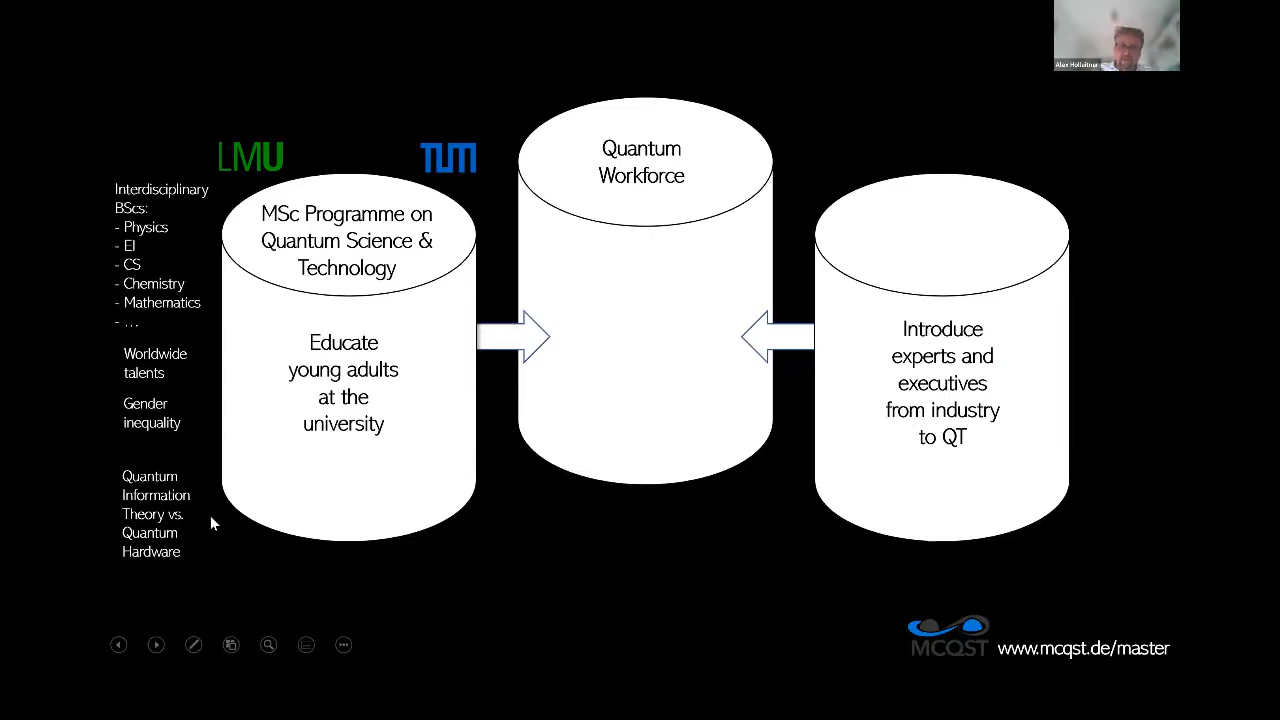 Alex Holleitner
LMU
TUM
Interdisciplinary
BScs:
- Physics
- EI
- CS
- Chemistry
- Mathematics
- ...
Worldwide
talents
Gender
inequality
Quantum
Information
Theory vs.
Quantum
Hardware
MSc Programme on
Quantum Science &
Technology
Educate
young adults
at the
university
Quantum
Workforce
Introduce
experts and
executives
from industry
to QT
MCQST
www.mcqst.de/master